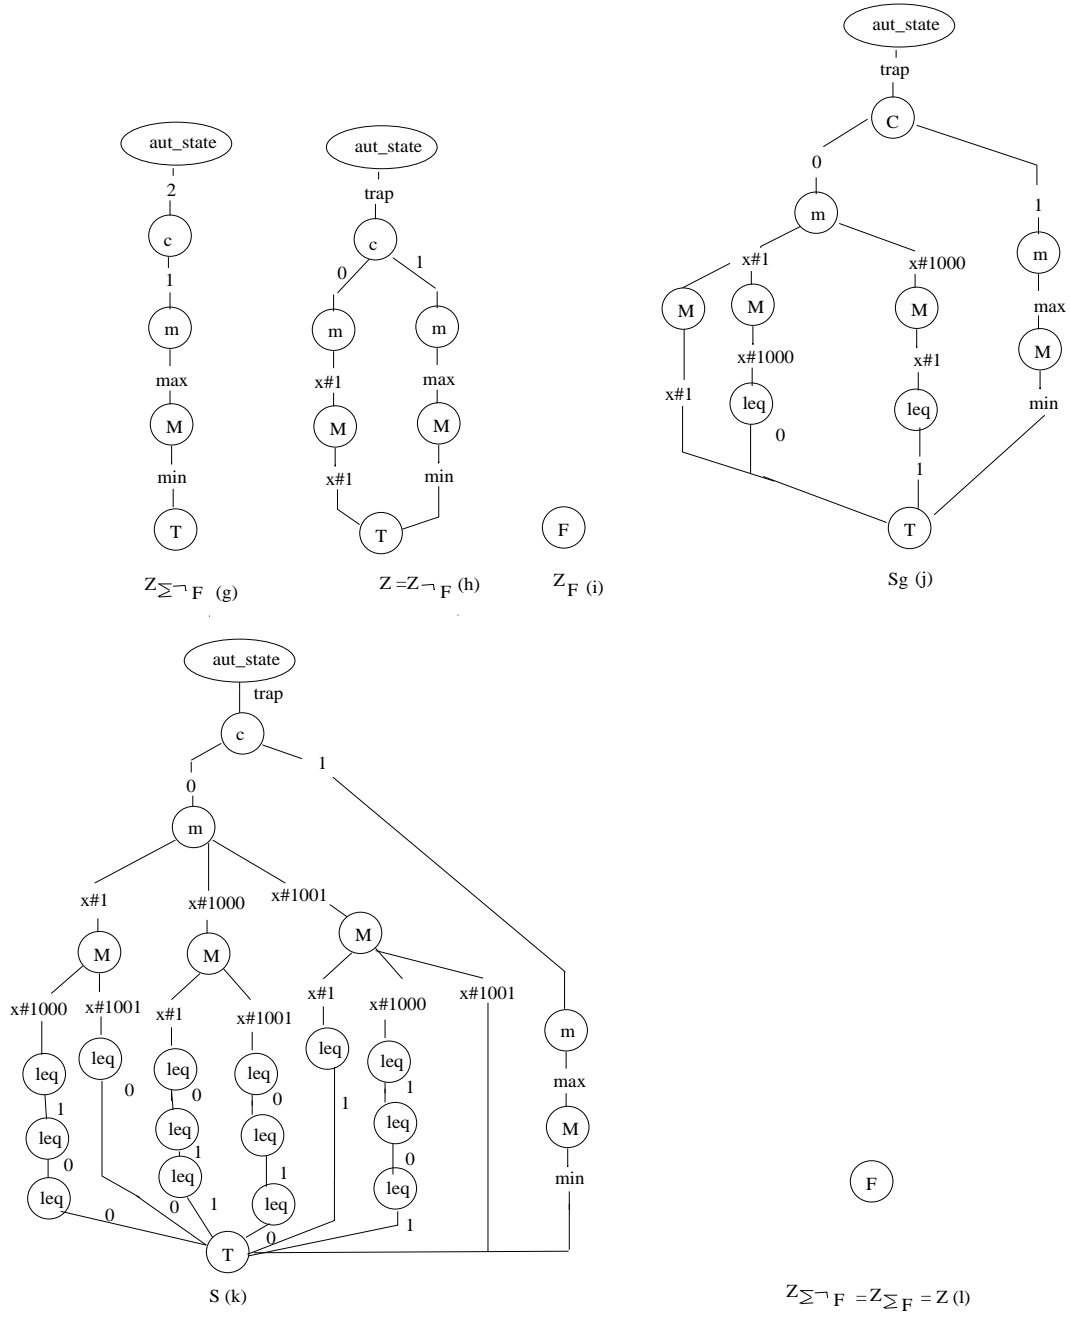 aut_state
trap
C
0
1
m
m
x#1
x#1000
M
M
M
max
x#1000
x#1
M
x#1
leq
leq
min
0
1
T
Sg (j)
aut_state
2
c
1
m
max
M
min
T
Z∑¬ F (g)
aut_state
trap
c
0
1
m
m
x#1
max
M
M
x#1
min
T
Z =Z¬ F (h)
F
Z F (i)
aut_state
trap
c
1
0
m
x#1
x#1000
x#1001
M
M
M
x#1000
x#1001
x#1
x#1001
x#1
x#1000
x#1001
leq
leq
leq
leq
leq
leq
1
0
0
0
1
1
leq
leq
leq
leq
0
1
1
0
leq
leq
leq
leq
0
0
1
0
1
T
m
max
M
min
S (k)
F
Z∑¬ F =Z∑ F = Z (l)